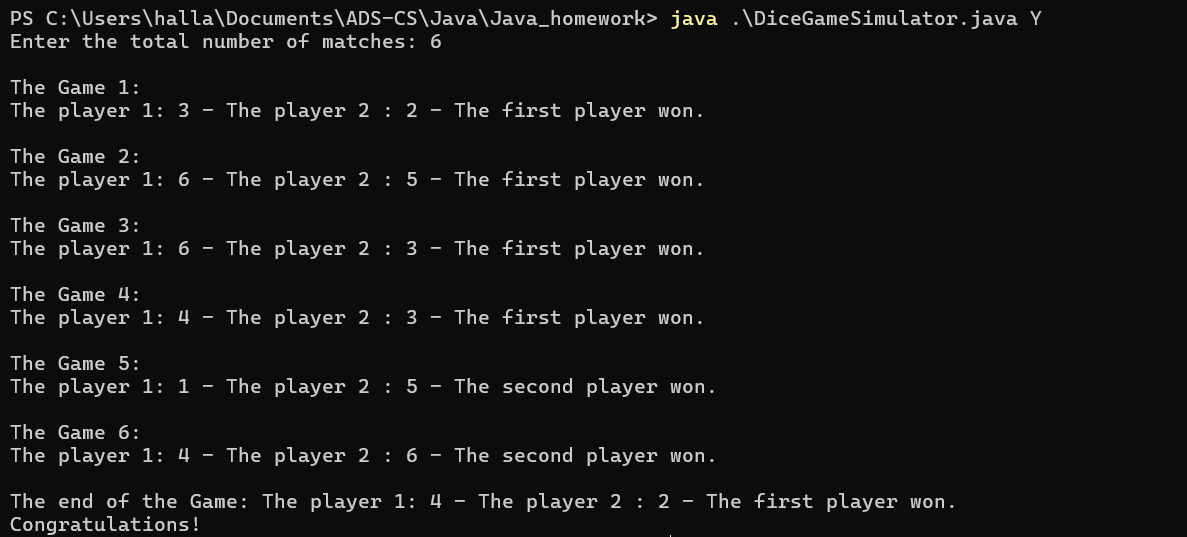 PS C:\Users\halla\Documents\ADS-CS\Java\Java_homework> java .\DiceGameSimulator.java Y
Enter the total number of matches: 6
The Game 1:
The player 1: 3 - The player 2 : 2 - The first player won.
The Game 2:
The player 1: 6 - The player 2 : 5 - The first player won.
The Game 3:
The player 1: 6 - The player 2 : 3 - The first player won.
The Game 4:
The player 1: 4 - The player 2 : 3 - The first player won.
The Game 5:
The player 1: 1 - The player 2 : 5 - The second player won.
The Game 6:
The player 1: 4 - The player 2 : 6 - The second player won.
The end of the Game: The player 1: 4 - The player 2 : 2 - The first player won.
Congratulations!